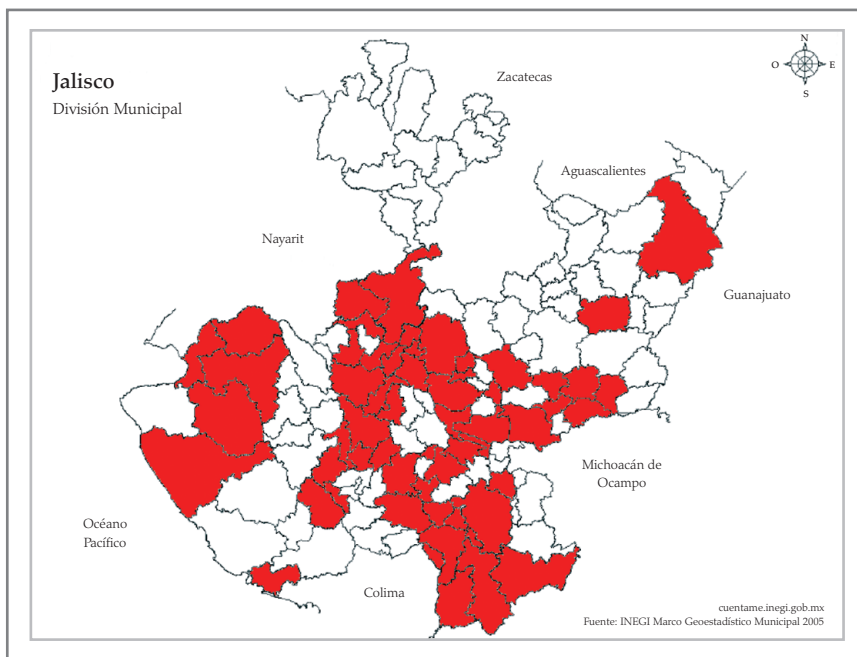 Jalisco
División Municipal
Zacatecas
N
O
E
S
Aguascalientes
Nayarit
Guanajuato
Michoacán de
Ocampo
Océano
Pacífico
Colima
cuentame.inegi.gob.mx
Fuente: INEGI Marco Geoestadístico Municipal 2005